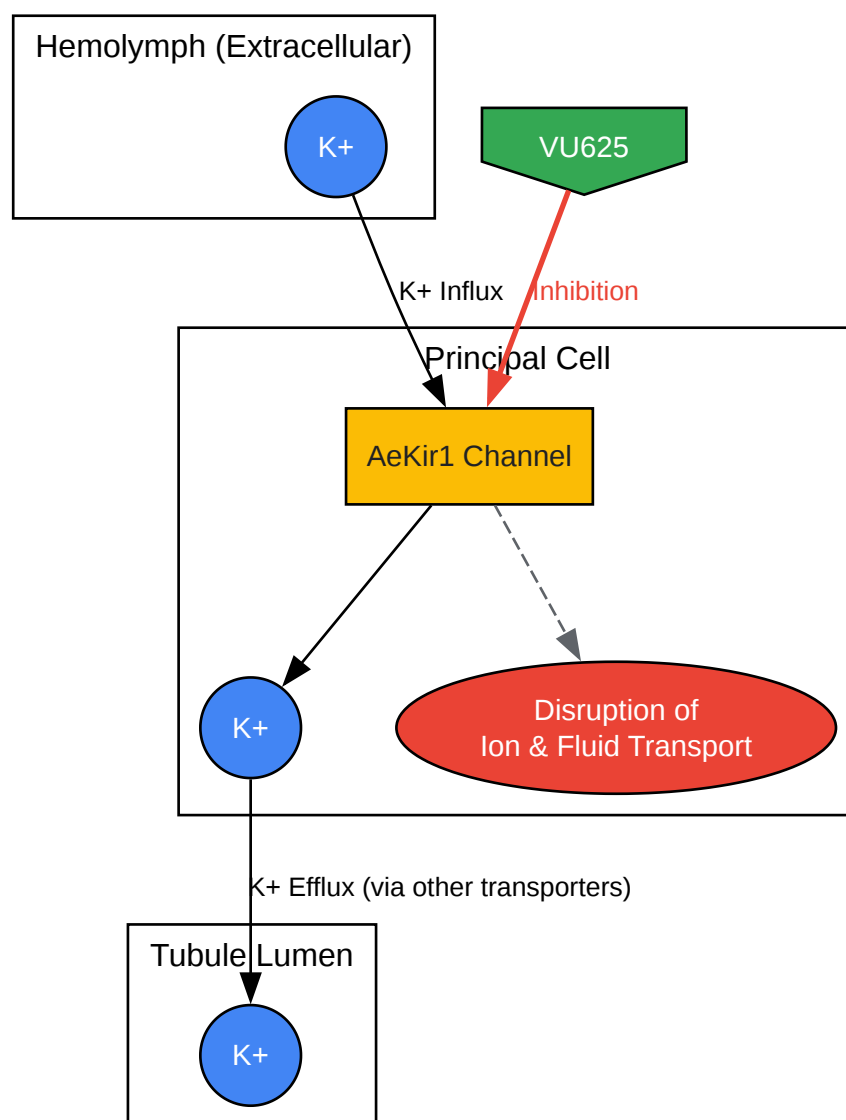 Hemolymph (Extracellular)
K+
VU625
K+ Influx
Inhibition
Principal Cell
AeKir1 Channel
K+
Disruption of
Ion & Fluid Transport
K+ Efflux (via other transporters)
Tubule Lumen
K+